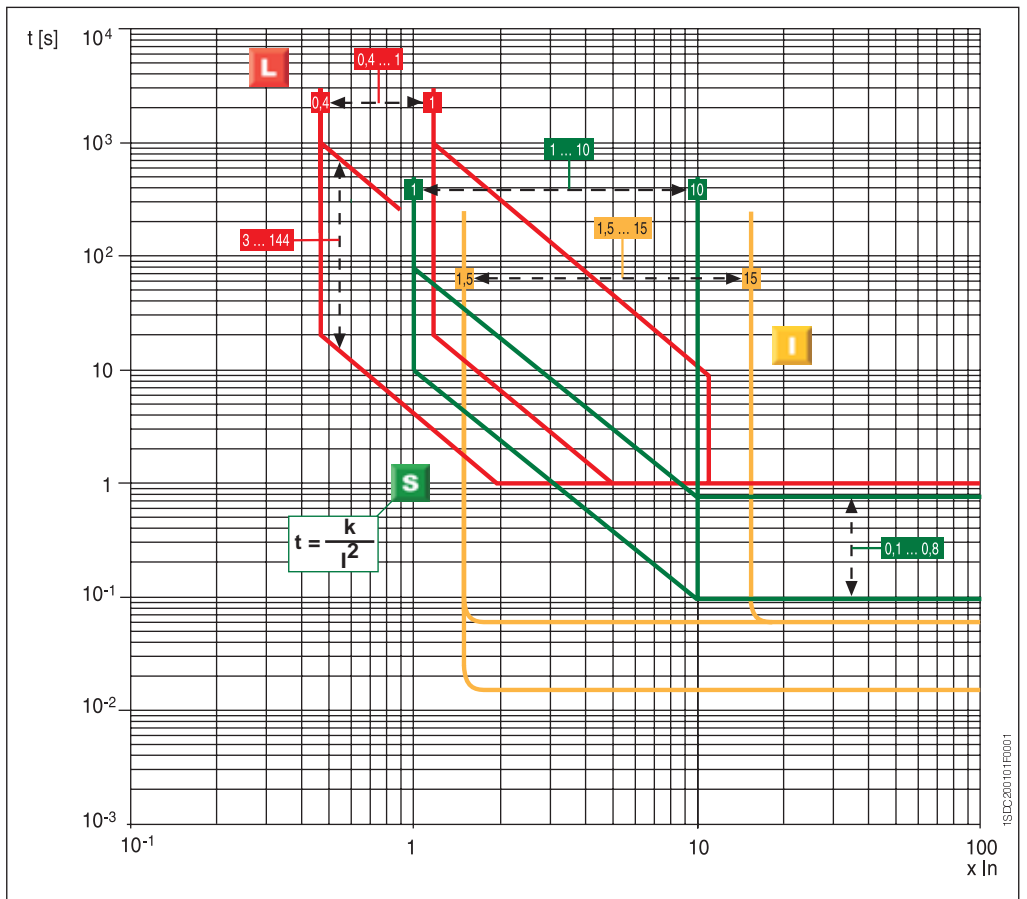 t [s]
10⁴
L
0,4 ... 1
0,4
1
10³
1 ... 10
1
10
3 ... 144
1,5 ... 15
10²
1,5
15
I
10
1
S
t = k / I²
0,1 ... 0,8
10⁻¹
10⁻²
10⁻³
10⁻¹
1
10
100
x In
1SDC200101F0001